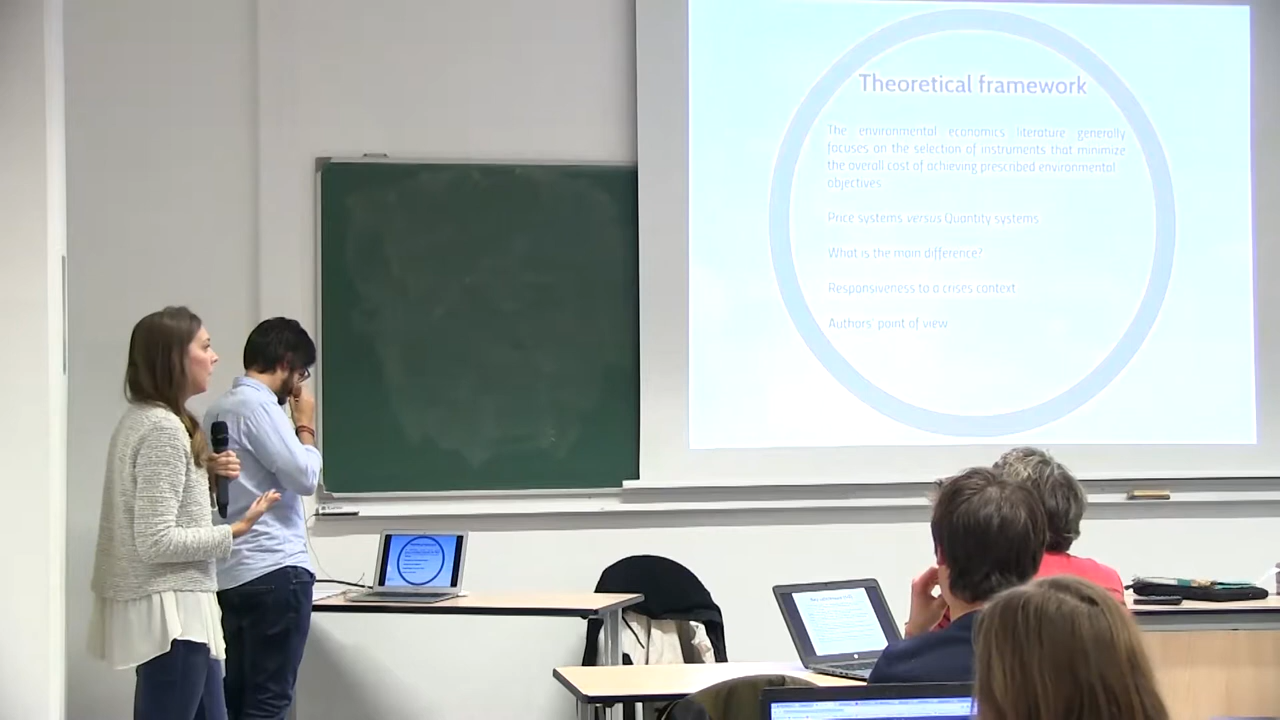 Theoretical framework
The environmental economics literature generally
focuses on the selection of instruments that minimize
the overall cost of achieving prescribed environmental
objectives
Price systems versus Quantity systems
What is the main difference?
Responsiveness to a crises context
Authors' point of view
Theoretical framework